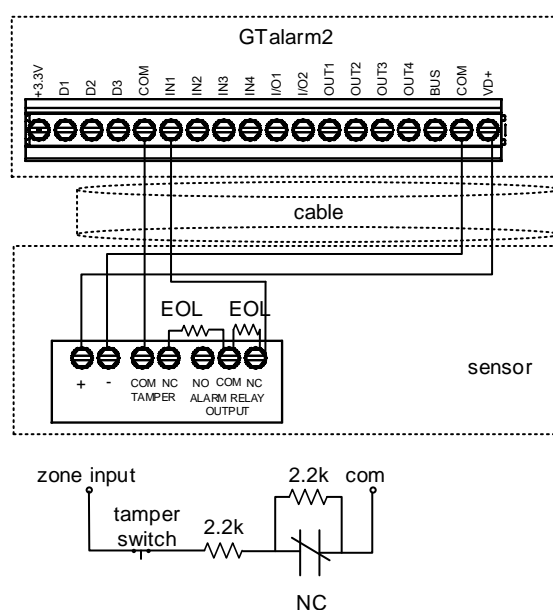 GTalarm2
+3.3V D1 D2 D3 COM IN1 IN2 IN3 IN4 I/O1 I/O2 OUT1 OUT2 OUT3 OUT4 BUS COM VD+
cable
EOL EOL
sensor
+ - COM NC NO COM NC
TAMPER ALARM RELAY
OUTPUT
zone input 2.2k com
tamper
switch 2.2k
NC